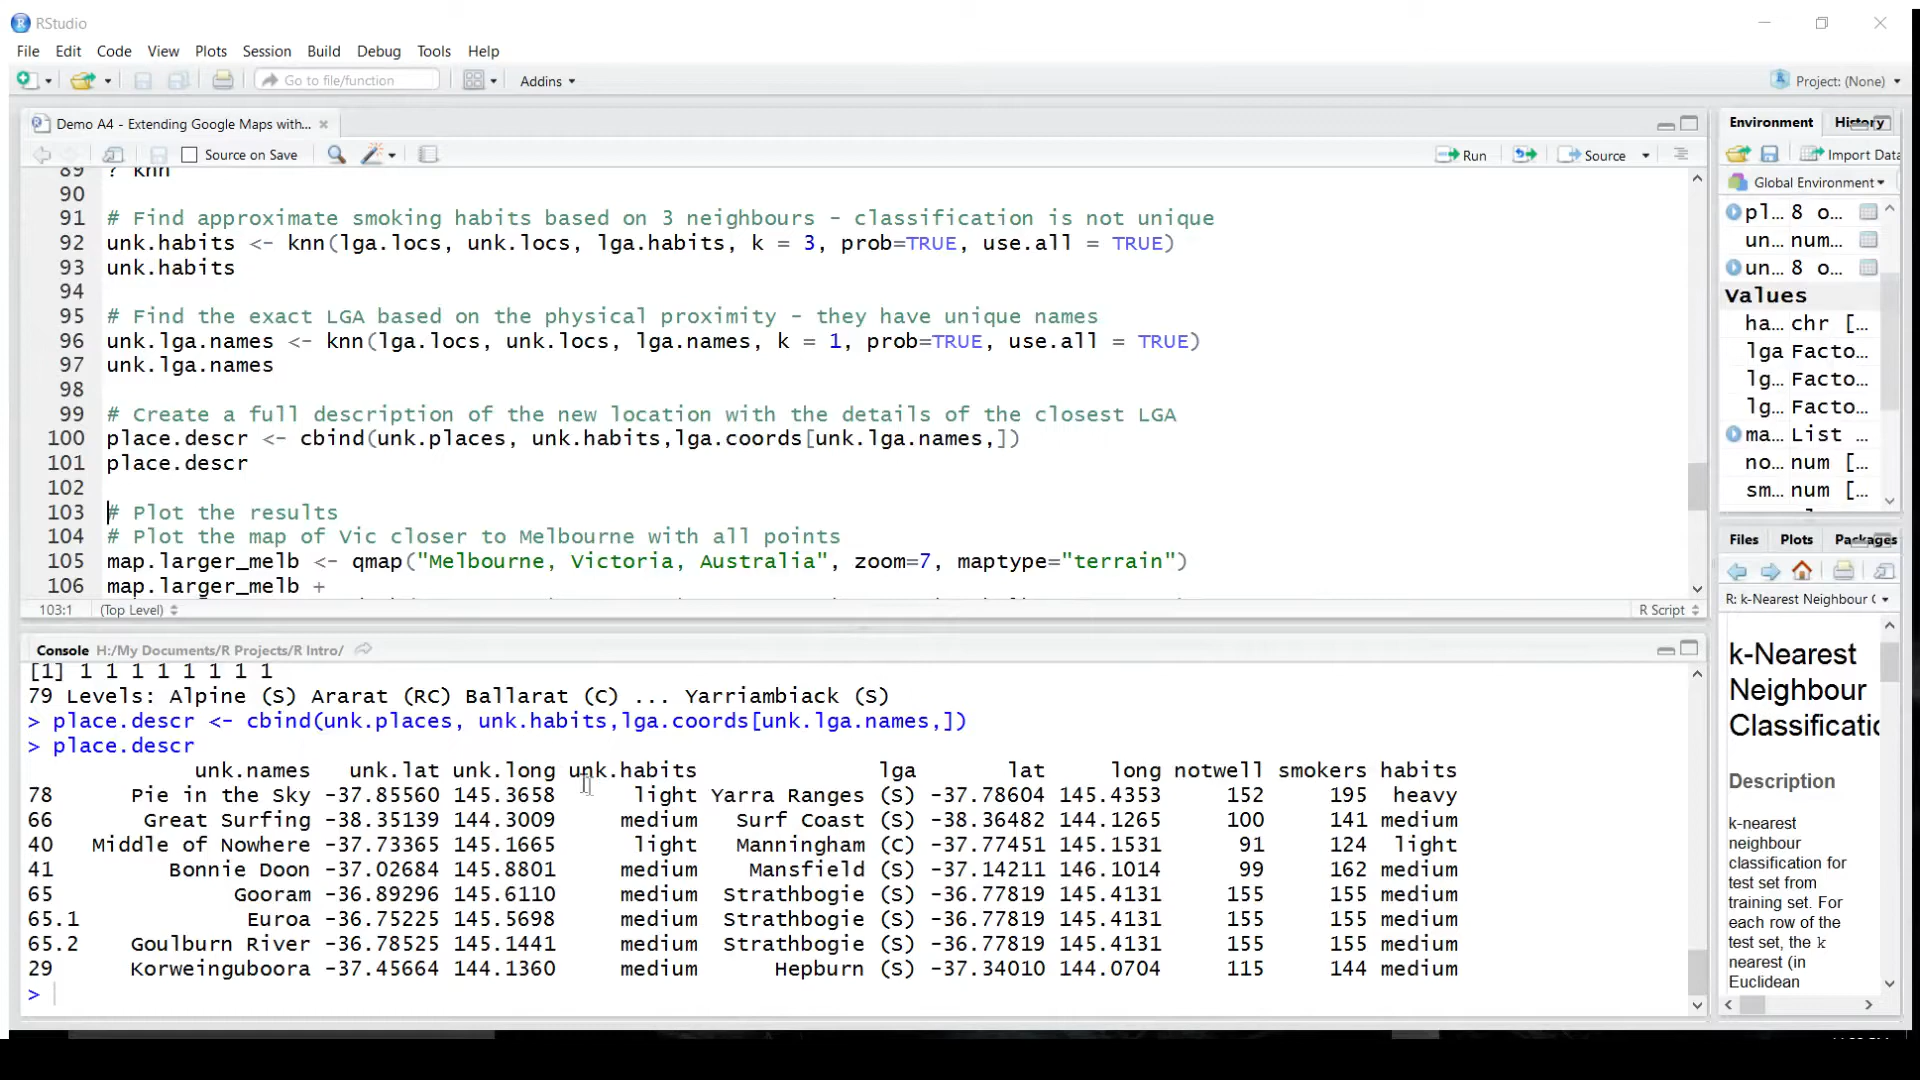 RStudio
File Edit Code View Plots Session Build Debug Tools Help
Go to file/function Addins Project: (None)
Demo A4 - Extending Google Maps with...
Source on Save Run Source
89 ? knn
90
91 # Find approximate smoking habits based on 3 neighbours - classification is not unique
92 unk.habits <- knn(lga.locs, unk.locs, lga.habits, k = 3, prob=TRUE, use.all = TRUE)
93 unk.habits
94
95 # Find the exact LGA based on the physical proximity - they have unique names
96 unk.lga.names <- knn(lga.locs, unk.locs, lga.names, k = 1, prob=TRUE, use.all = TRUE)
97 unk.lga.names
98
99 # Create a full description of the new location with the details of the closest LGA
100 place.descr <- cbind(unk.places, unk.habits,lga.coords[unk.lga.names,])
101 place.descr
102
103 # Plot the results
104 # Plot the map of Vic closer to Melbourne with all points
105 map.larger_melb <- qmap("Melbourne, Victoria, Australia", zoom=7, maptype="terrain")
106 map.larger_melb +
103:1 (Top Level) R Script
Console H:/My Documents/R Projects/R Intro/
[1] 1 1 1 1 1 1 1 1
79 Levels: Alpine (S) Ararat (RC) Ballarat (C) ... Yarriambiack (S)
> place.descr <- cbind(unk.places, unk.habits,lga.coords[unk.lga.names,])
> place.descr
unk.names unk.lat unk.long unk.habits lga lat long notwell smokers habits
78 Pie in the Sky -37.85560 145.3658 light Yarra Ranges (S) -37.78604 145.4353 152 195 heavy
66 Great Surfing -38.35139 144.3009 medium Surf Coast (S) -38.36482 144.1265 100 141 medium
40 Middle of Nowhere -37.73365 145.1665 light Manningham (C) -37.77451 145.1531 91 124 light
41 Bonnie Doon -37.02684 145.8801 medium Mansfield (S) -37.14211 146.1014 99 162 medium
65 Gooram -36.89296 145.6110 medium Strathbogie (S) -36.77819 145.4131 155 155 medium
65.1 Euroa -36.75225 145.5698 medium Strathbogie (S) -36.77819 145.4131 155 155 medium
65.2 Goulburn River -36.78525 145.1441 medium Strathbogie (S) -36.77819 145.4131 155 155 medium
29 Korweinguboora -37.45664 144.1360 medium Hepburn (S) -37.34010 144.0704 115 144 medium
>
Environment History
Import Data
Global Environment
pl... 8 o...
un... num...
un... 8 o...
Values
ha... chr [...
lga Facto...
lg... Facto...
lg... Facto...
ma... List ...
no... num [...
sm... num [...
Files Plots Packages
R: k-Nearest Neighbour C
k-Nearest
Neighbour
Classificatio
Description
k-nearest
neighbour
classification for
test set from
training set. For
each row of the
test set, the k
nearest (in
Euclidean